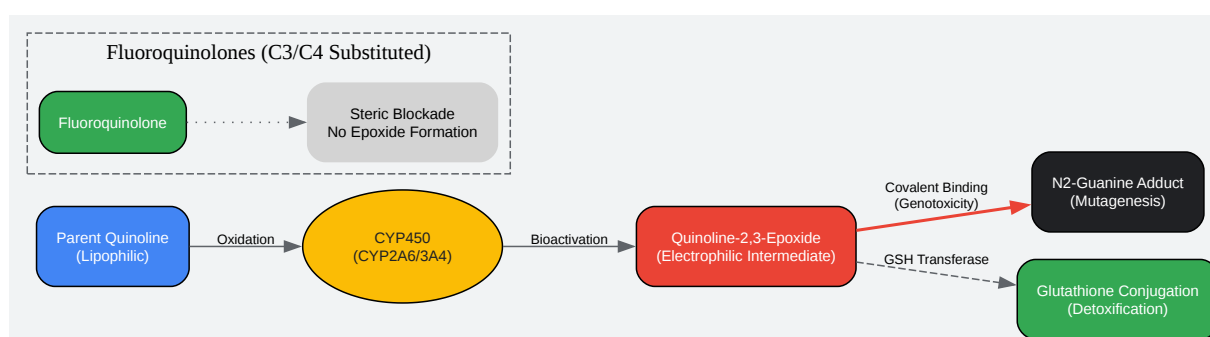 Fluoroquinolones (C3/C4 Substituted)
Fluoroquinolone
Steric Blockade
No Epoxide Formation
Parent Quinoline
(Lipophilic)
Oxidation
CYP450
(CYP2A6/3A4)
Bioactivation
Quinoline-2,3-Epoxide
(Electrophilic Intermediate)
Covalent Binding
(Genotoxicity)
N2-Guanine Adduct
(Mutagenesis)
GSH Transferase
Glutathione Conjugation
(Detoxification)